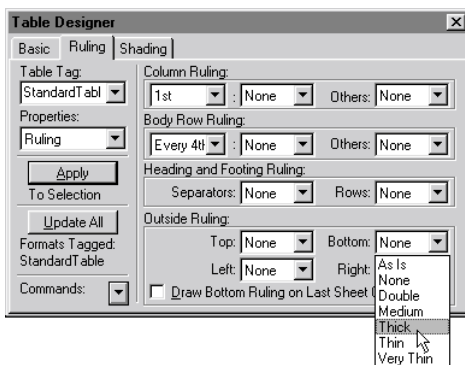 Table Designer
Basic Ruling Shading
Table Tag:
StandardTabl
Properties:
Ruling
Apply
To Selection
Update All
Formats Tagged:
StandardTable
Commands:
Column Ruling:
1st : None Others: None
Body Row Ruling:
Every 4tl : None Others: None
Heading and Footing Ruling:
Separators: None Rows: None
Outside Ruling:
Top: None Bottom: None
Left: None Right:
Draw Bottom Ruling on Last Sheet
As Is
None
Double
Medium
Thick
Thin
Very Thin